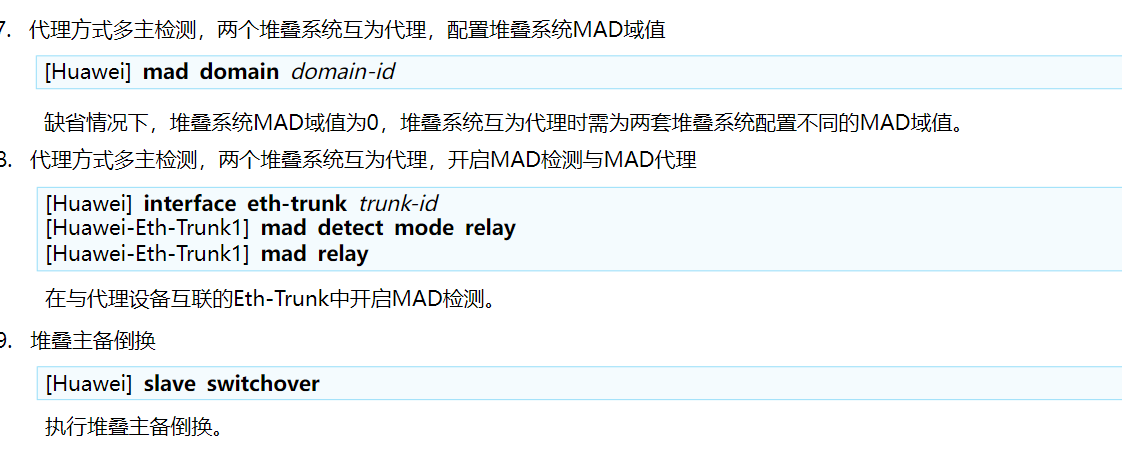 7. 代理方式多主检测，两个堆叠系统互为代理，配置堆叠系统MAD域值
[Huawei] mad domain domain-id
缺省情况下，堆叠系统MAD域值为0，堆叠系统互为代理时需为两套堆叠系统配置不同的MAD域值。
8. 代理方式多主检测，两个堆叠系统互为代理，开启MAD检测与MAD代理
[Huawei] interface eth-trunk trunk-id
[Huawei-Eth-Trunk1] mad detect mode relay
[Huawei-Eth-Trunk1] mad relay
在与代理设备互联的Eth-Trunk中开启MAD检测。
9. 堆叠主备倒换
[Huawei] slave switchover
执行堆叠主备倒换。